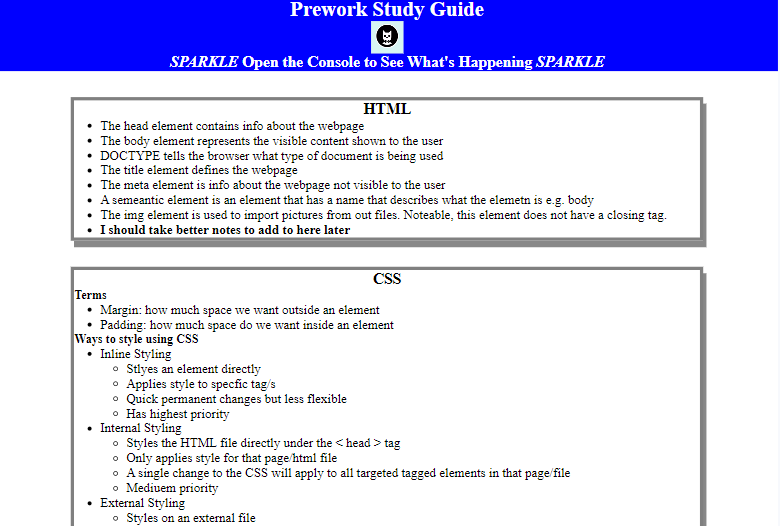 Prework Study Guide
SPARKLE Open the Console to See What's Happening SPARKLE
HTML
The head element contains info about the webpage
The body element represents the visible content shown to the user
DOCTYPE tells the browser what type of document is being used
The title element defines the webpage
The meta element is info about the webpage not visible to the user
A semeantic element is an element that has a name that describes what the elemetn is e.g. body
The img element is used to import pictures from out files. Noteable, this element does not have a closing tag.
I should take better notes to add to here later
CSS
Terms
Margin: how much space we want outside an element
Padding: how much space do we want inside an element
Ways to style using CSS
Inline Styling
Stlyes an element directly
Applies style to specfic tag/s
Quick permanent changes but less flexible
Has highest priority
Internal Styling
Styles the HTML file directly under the < head > tag
Only applies style for that page/html file
A single change to the CSS will apply to all targeted tagged elements in that page/file
Mediuem priority
External Styling
Styles on an external file